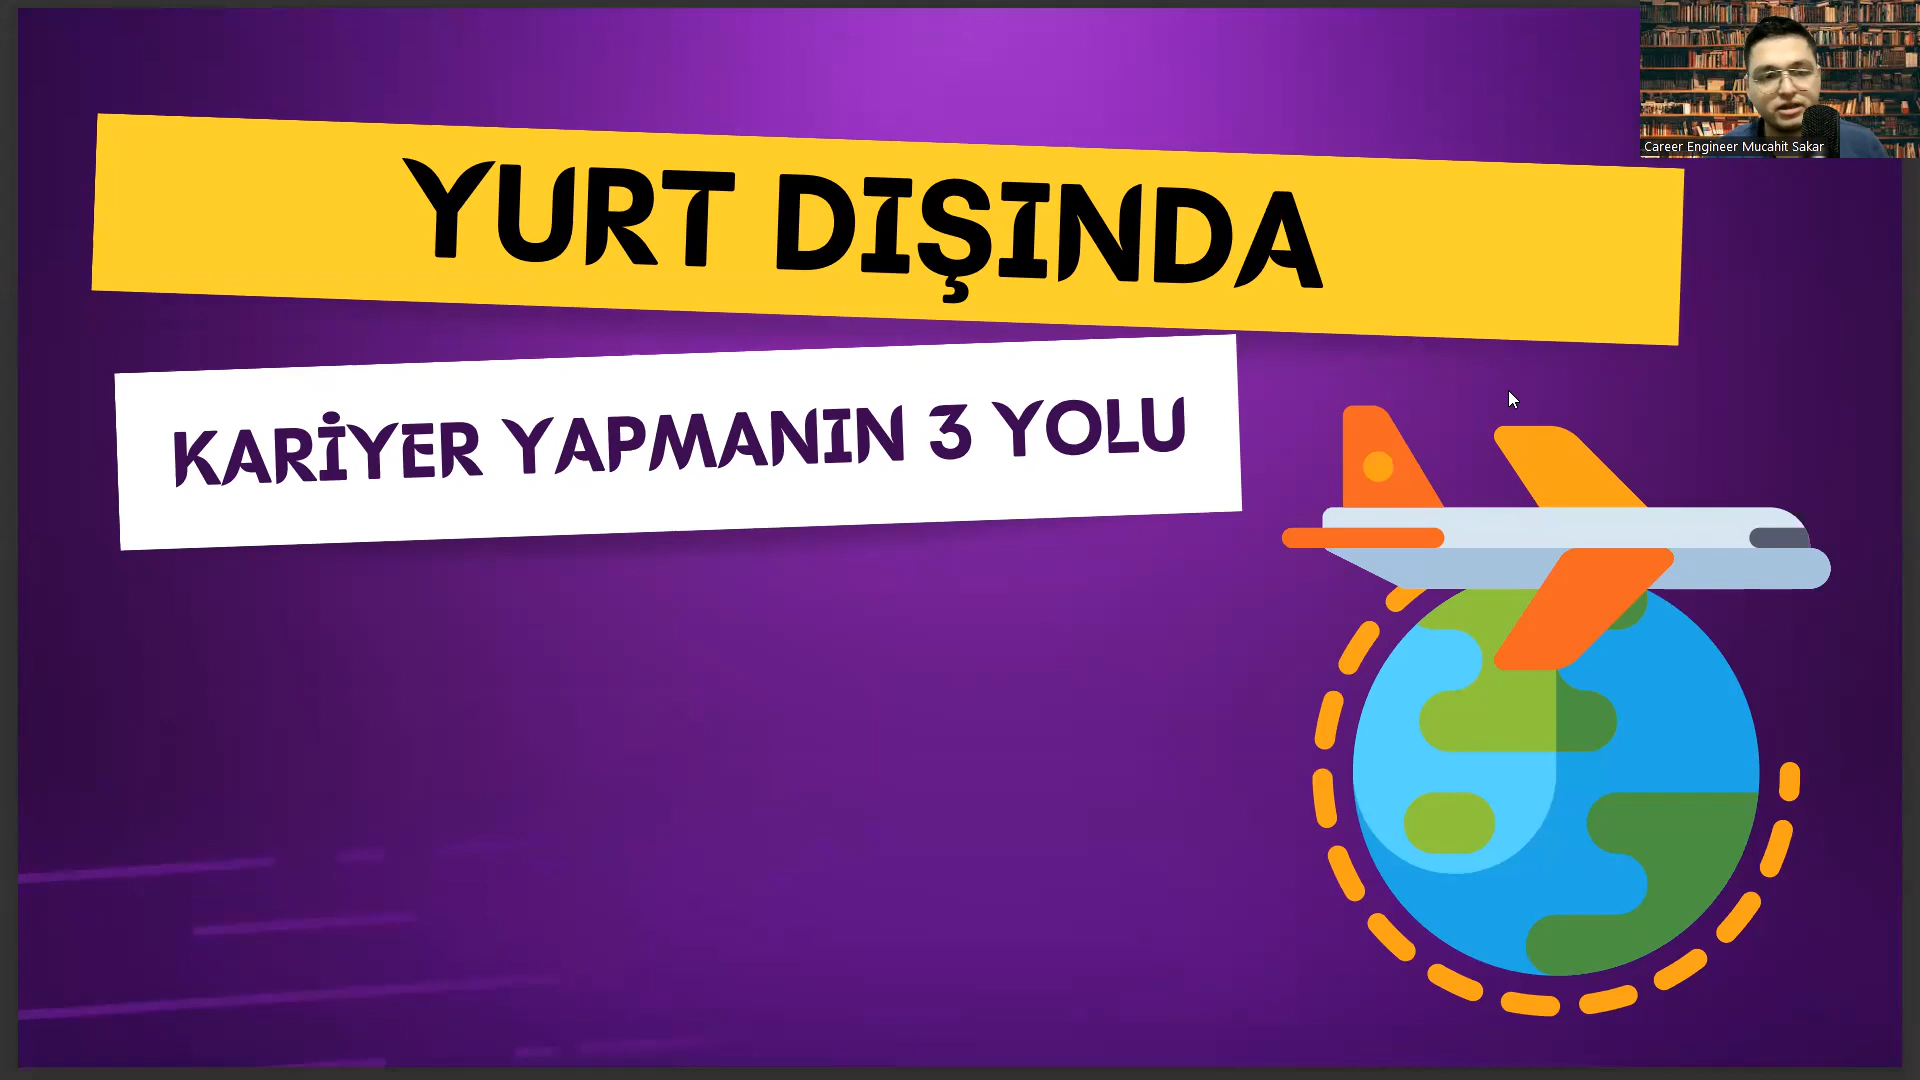 YURT DIŞINDA
KARİYER YAPMANIN 3 YOLU
Career Engineer Mucahit Sakar